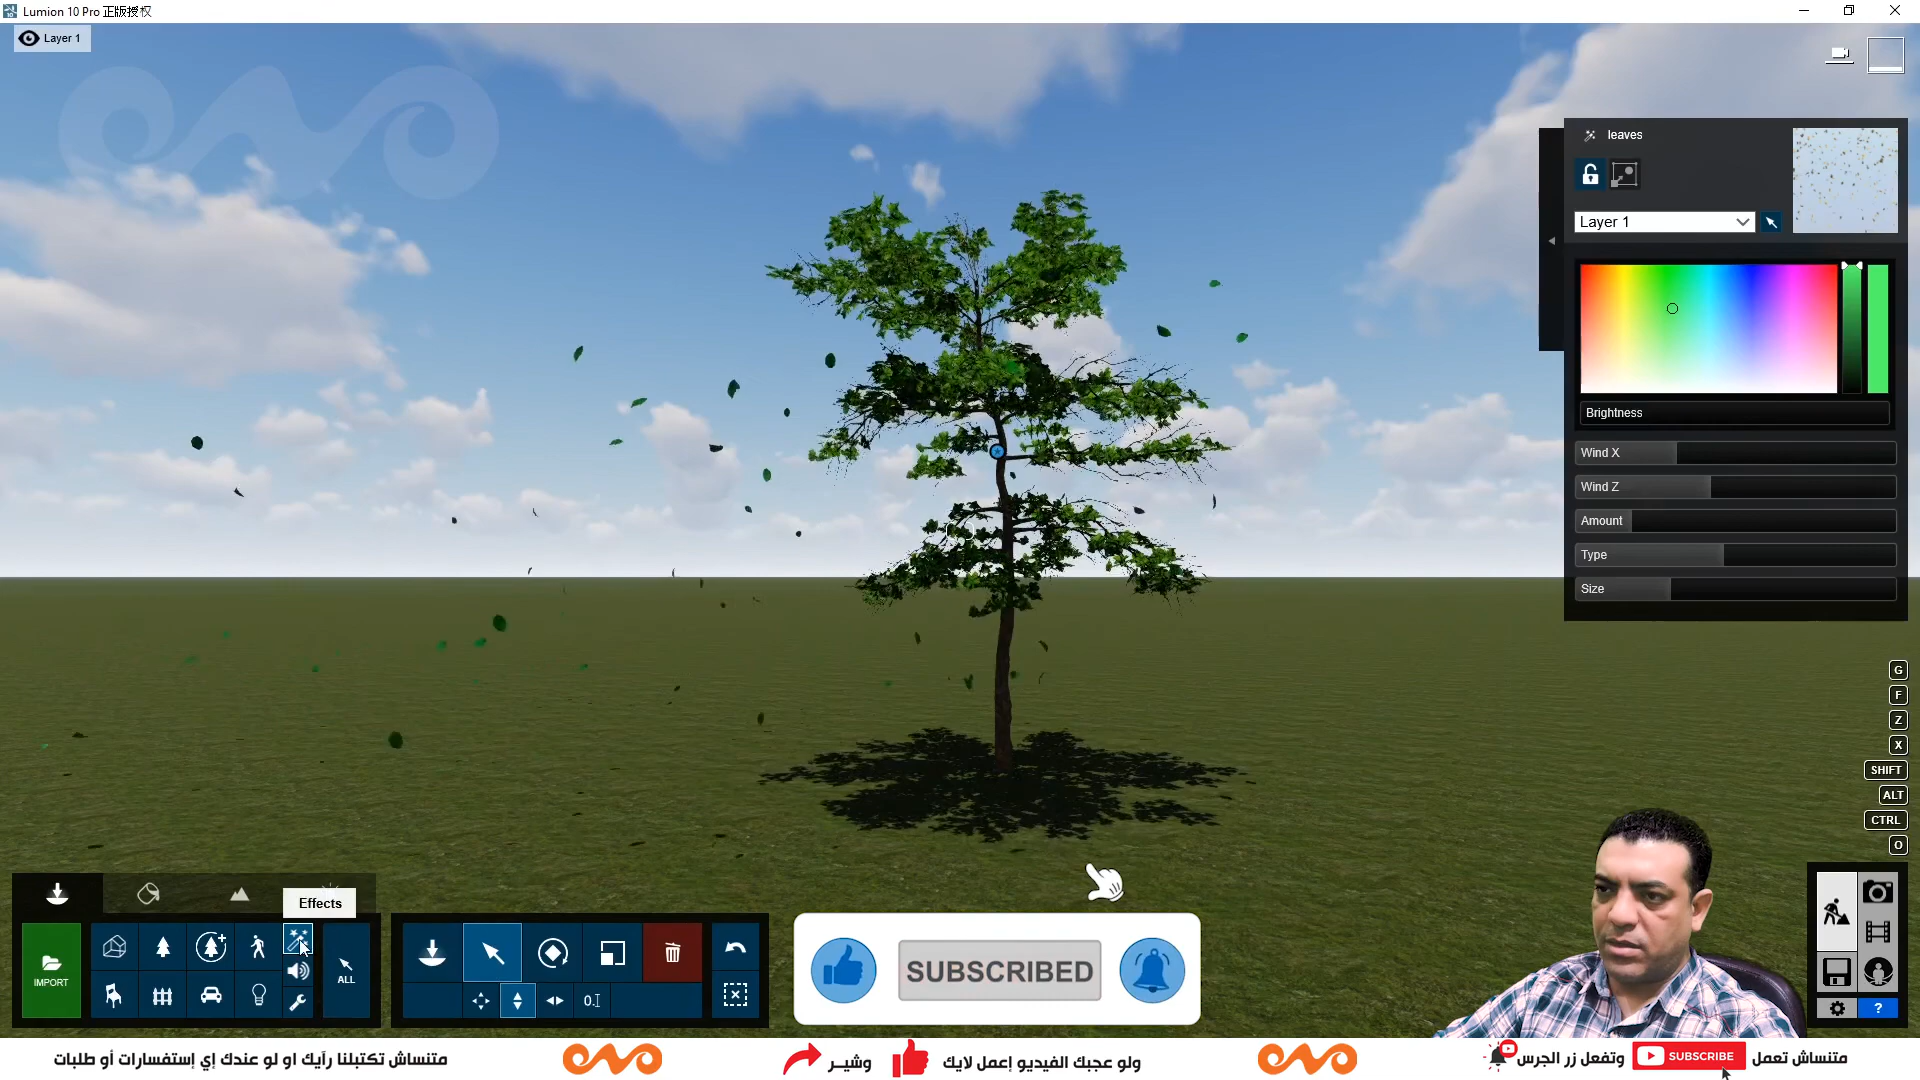 Lumion 10 Pro 正版授权
Layer 1
leaves
Layer 1
Brightness
Wind X
Wind Z
Amount
Type
Size
G
F
Z
X
SHIFT
ALT
CTRL
O
Effects
IMPORT
ALL
0.
SUBSCRIBED
?
متنساش تكتبلنا رأيك او لو عندك إي إستفسارات أو طلبات
ولو عجبك الفيديو إعمل لايك
وشير
متنساش تعمل SUBSCRIBE وتفعل زر الجرس